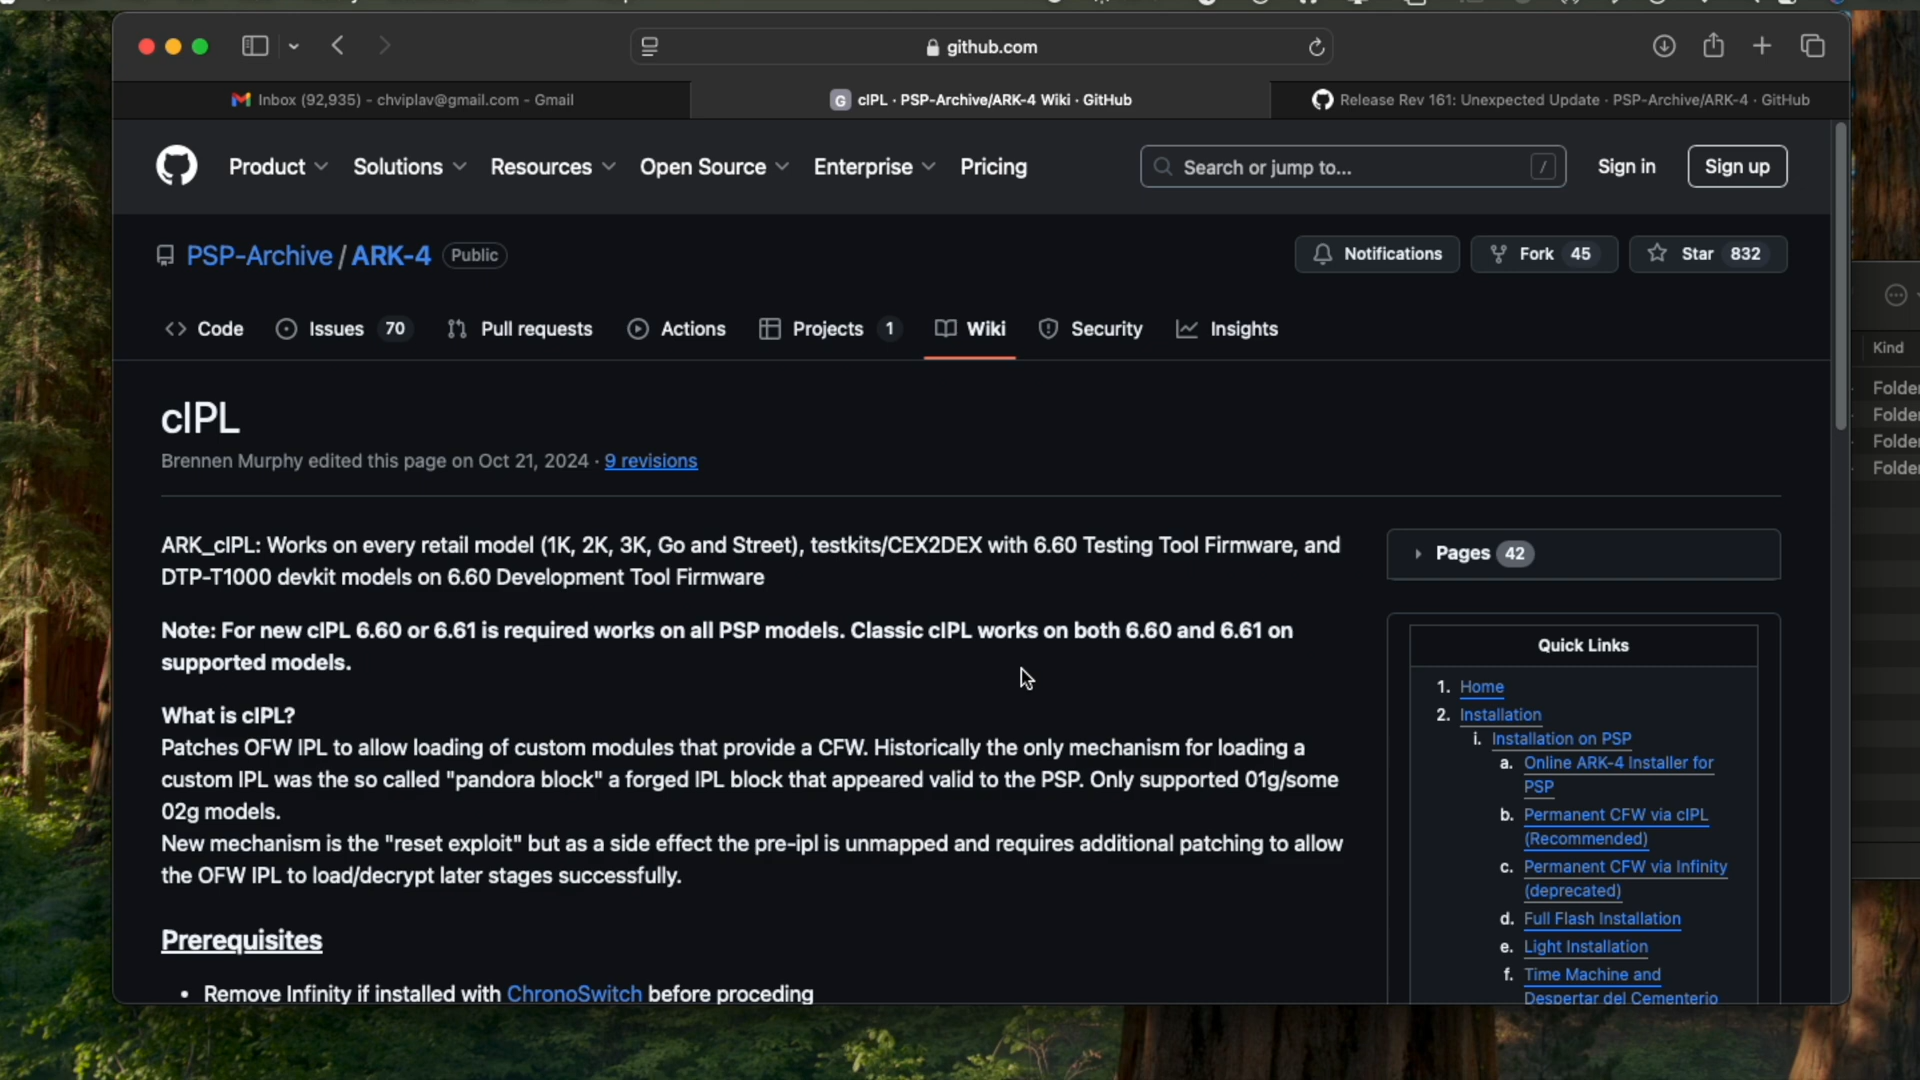 github.com
Inbox (92,935) - chviplav@gmail.com - Gmail
G cIPL · PSP-Archive/ARK-4 Wiki · GitHub
Release Rev 161: Unexpected Update · PSP-Archive/ARK-4 · GitHub
Product Solutions Resources Open Source Enterprise Pricing
Search or jump to... /
Sign in
Sign up
PSP-Archive / ARK-4 Public
Notifications
Fork 45
Star 832
Code Issues 70 Pull requests Actions Projects 1 Wiki Security Insights
Kind
Folder
Folder
Folder
Folder
cIPL
Brennen Murphy edited this page on Oct 21, 2024 · 9 revisions
ARK_cIPL: Works on every retail model (1K, 2K, 3K, Go and Street), testkits/CEX2DEX with 6.60 Testing Tool Firmware, and
DTP-T1000 devkit models on 6.60 Development Tool Firmware
Note: For new cIPL 6.60 or 6.61 is required works on all PSP models. Classic cIPL works on both 6.60 and 6.61 on
supported models.
What is cIPL?
Patches OFW IPL to allow loading of custom modules that provide a CFW. Historically the only mechanism for loading a
custom IPL was the so called "pandora block" a forged IPL block that appeared valid to the PSP. Only supported 01g/some
02g models.
New mechanism is the "reset exploit" but as a side effect the pre-ipl is unmapped and requires additional patching to allow
the OFW IPL to load/decrypt later stages successfully.
Prerequisites
• Remove Infinity if installed with ChronoSwitch before proceding
Pages 42
Quick Links
1. Home
2. Installation
i. Installation on PSP
a. Online ARK-4 Installer for
PSP
b. Permanent CFW via cIPL
(Recommended)
c. Permanent CFW via Infinity
(deprecated)
d. Full Flash Installation
e. Light Installation
f. Time Machine and
Despertar del Cementerio